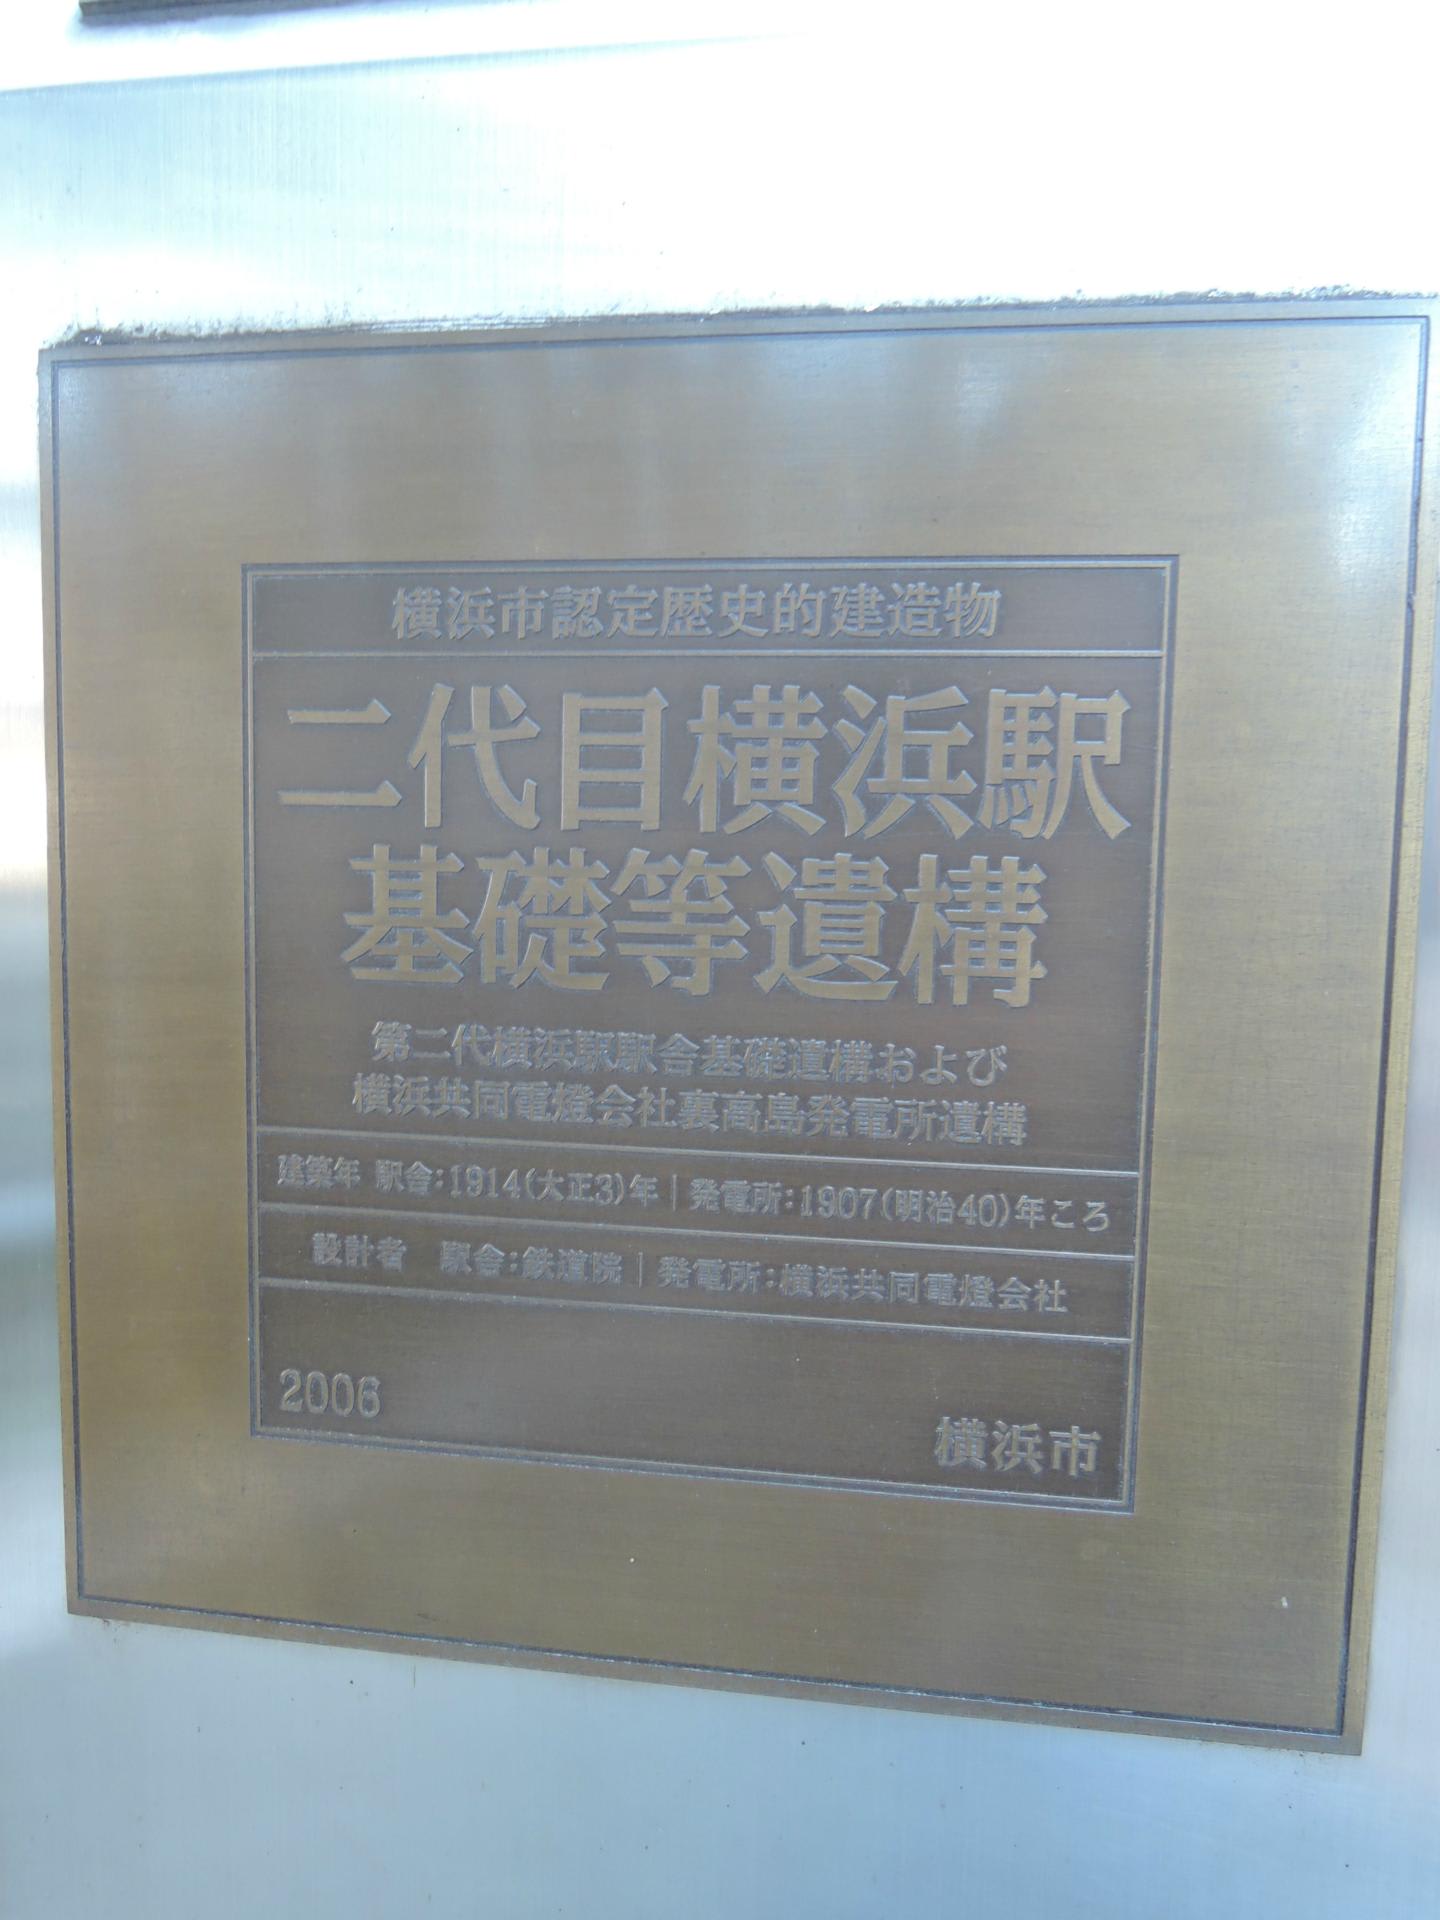 横浜市認定歴史的建造物
二代目横浜駅
基礎等遺構
第二代横浜駅駅舎基礎遺構および
横浜共同電燈会社裏高島発電所遺構
建築年 駅舎：1914（大正3）年｜発電所：1907（明治40）年ころ
設計者　駅舎：鉄道院｜発電所：横浜共同電燈会社
2006
横浜市